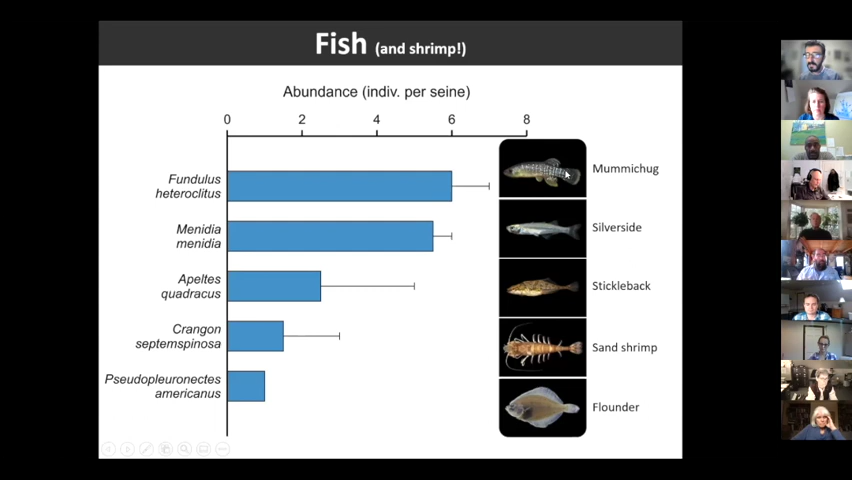 Fish (and shrimp!)
Abundance (indiv. per seine)
0 2 4 6 8
Fundulus
heteroclitus
Mummichug
Menidia
menidia
Silverside
Apeltes
quadracus
Stickleback
Crangon
septemspinosa
Sand shrimp
Pseudopleuronectes
americanus
Flounder